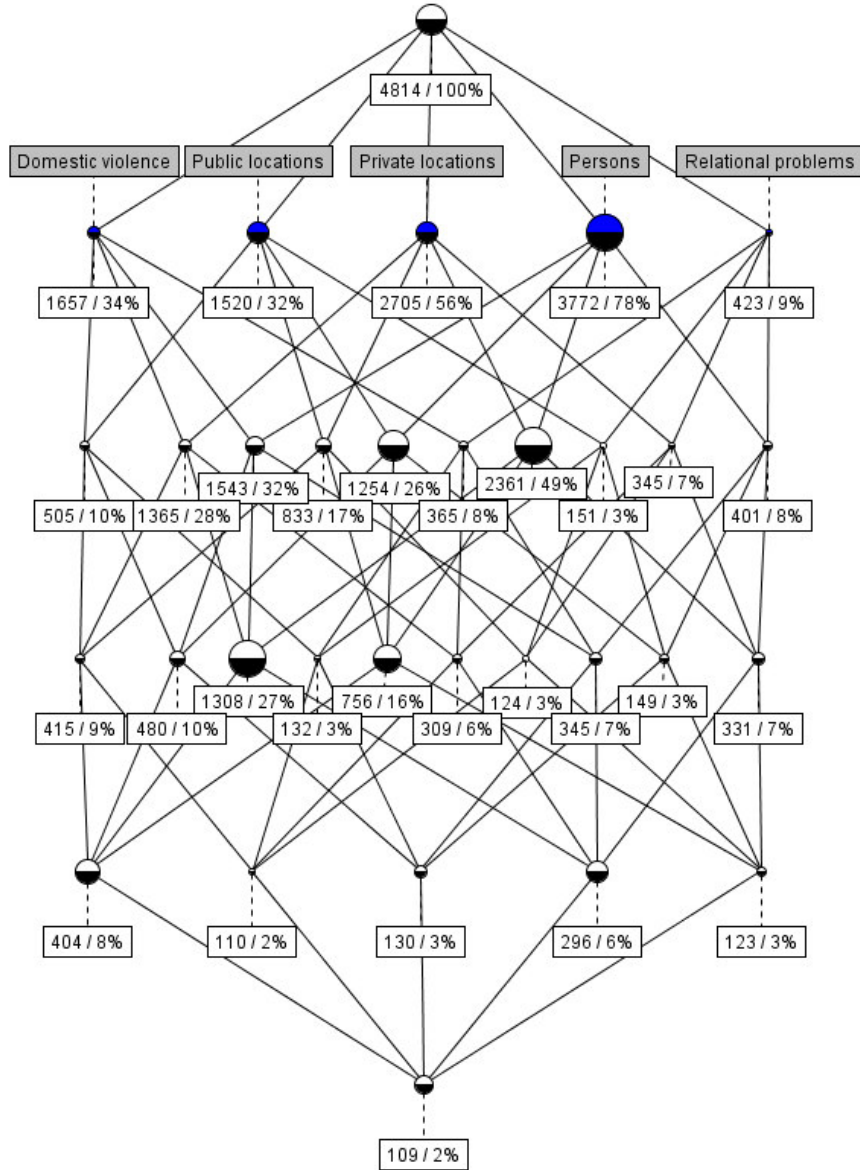 4814 / 100%
Domestic violence
Public locations
Private locations
Persons
Relational problems
1657 / 34%
1520 / 32%
2705 / 56%
3772 / 78%
423 / 9%
1543 / 32%
1254 / 26%
2361 / 49%
345 / 7%
505 / 10%
1365 / 28%
833 / 17%
365 / 8%
151 / 3%
401 / 8%
1308 / 27%
756 / 16%
124 / 3%
149 / 3%
415 / 9%
480 / 10%
132 / 3%
309 / 6%
345 / 7%
331 / 7%
404 / 8%
110 / 2%
130 / 3%
296 / 6%
123 / 3%
109 / 2%